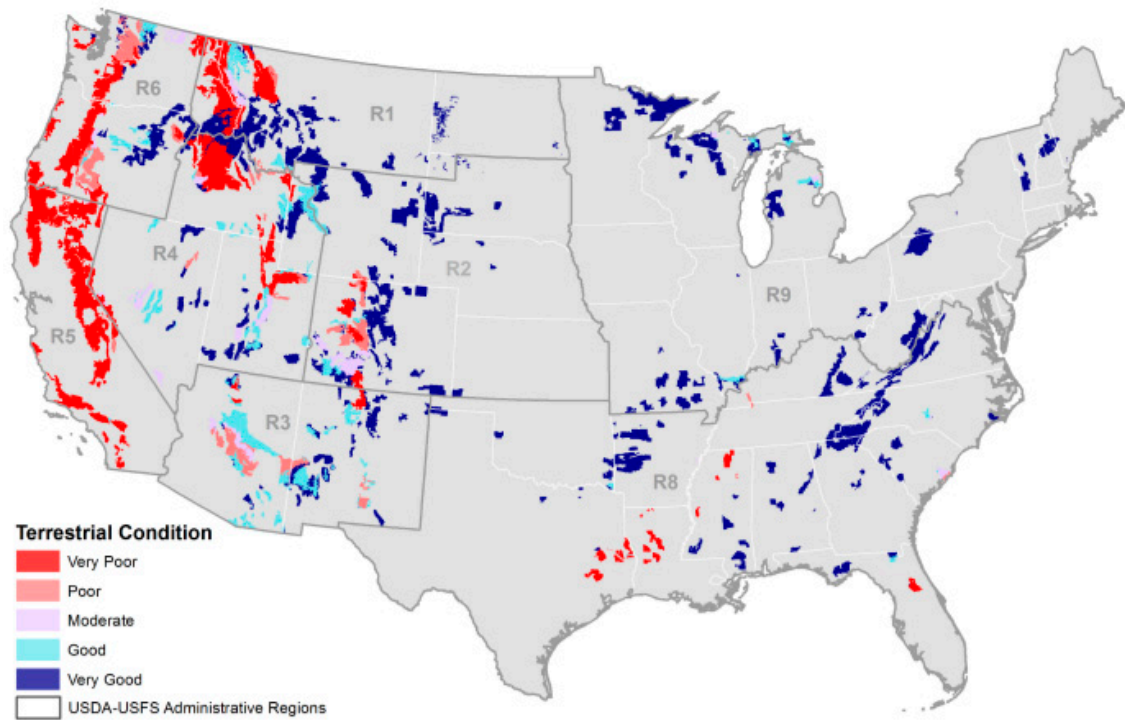 R6
R1
R4
R2
R9
R5
R3
R8
Terrestrial Condition
Very Poor
Poor
Moderate
Good
Very Good
USDA-USFS Administrative Regions